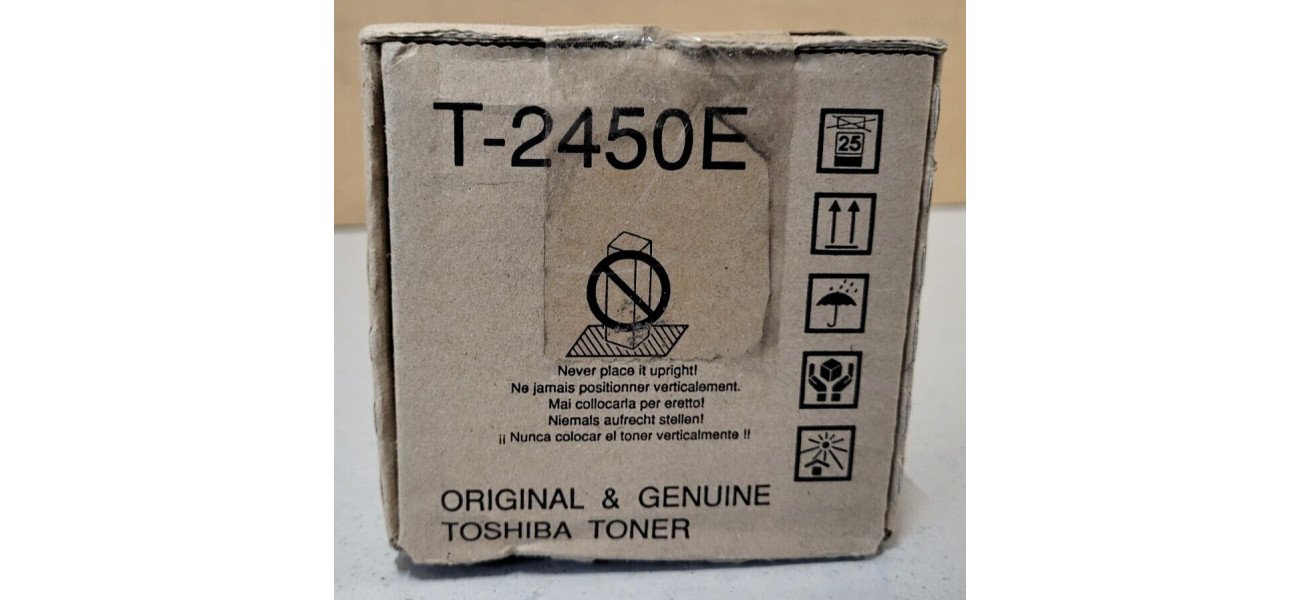 T-2450E
25
Never place it upright!
Ne jamais positionner verticalement.
Mai collocarla per eretto!
Niemals aufrecht stellen!
¡¡ Nunca colocar el toner verticalmente !!
ORIGINAL & GENUINE
TOSHIBA TONER